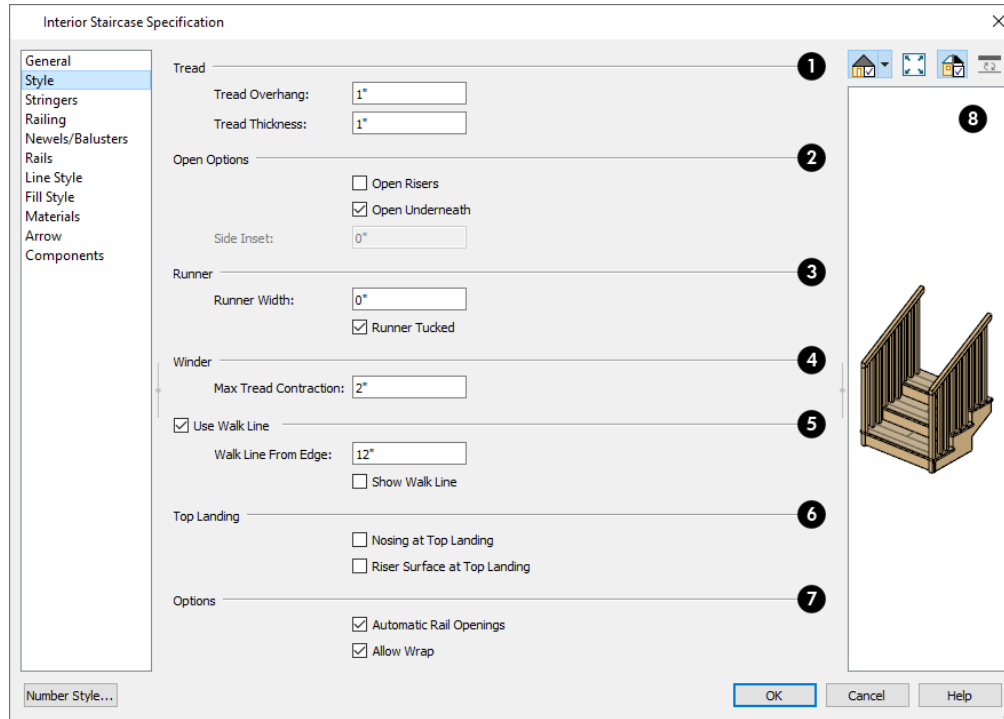 Interior Staircase Specification
General
Style
Stringers
Railing
Newels/Balusters
Rails
Line Style
Fill Style
Materials
Arrow
Components
Tread
1
Tread Overhang: 1"
Tread Thickness: 1"
Open Options
2
Open Risers
Open Underneath
Side Inset: 0"
Runner
3
Runner Width: 0"
Runner Tucked
Winder
4
Max Tread Contraction: 2"
Use Walk Line
5
Walk Line From Edge: 12"
Show Walk Line
Top Landing
6
Nosing at Top Landing
Riser Surface at Top Landing
Options
7
Automatic Rail Openings
Allow Wrap
8
Number Style...
OK
Cancel
Help